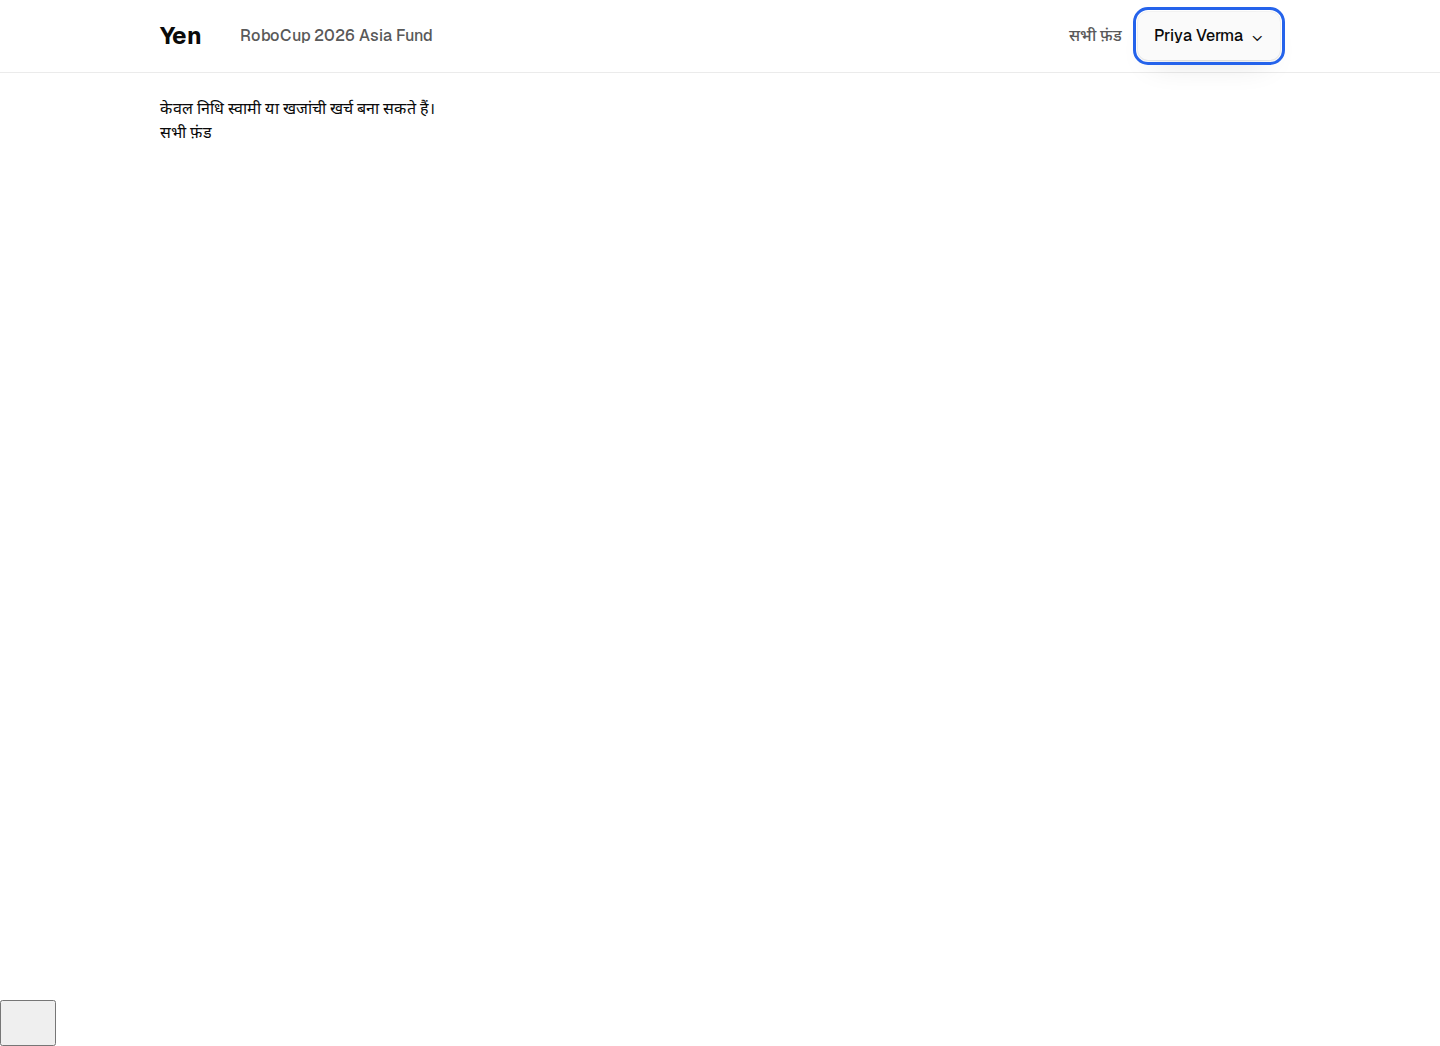 Yen
RoboCup 2026 Asia Fund
सभी फ़ंड
Priya Verma
केवल निधि स्वामी या खजांची खर्च बना सकते हैं।
सभी फ़ंड